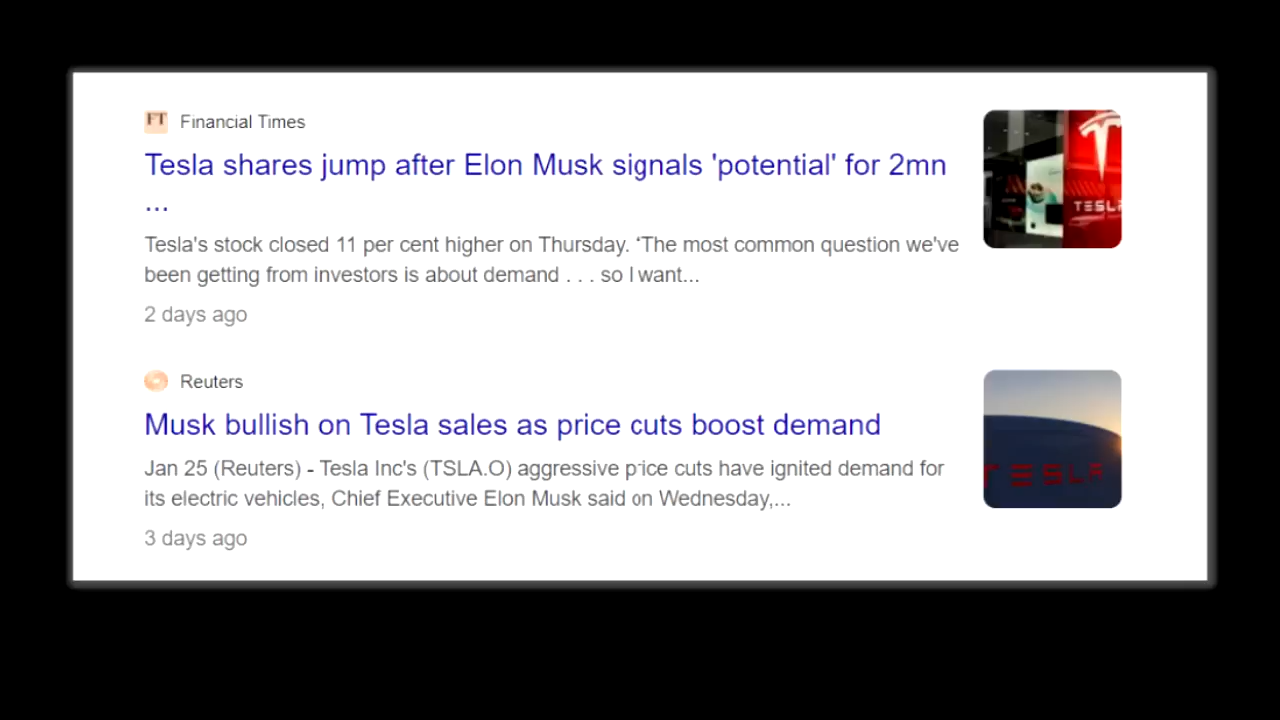 FT Financial Times
Tesla shares jump after Elon Musk signals 'potential' for 2mn
...
Tesla's stock closed 11 per cent higher on Thursday. ‘The most common question we've
been getting from investors is about demand . . . so I want...
2 days ago
TESLA
Reuters
Musk bullish on Tesla sales as price cuts boost demand
Jan 25 (Reuters) - Tesla Inc's (TSLA.O) aggressive price cuts have ignited demand for
its electric vehicles, Chief Executive Elon Musk said on Wednesday,...
3 days ago
TESLA